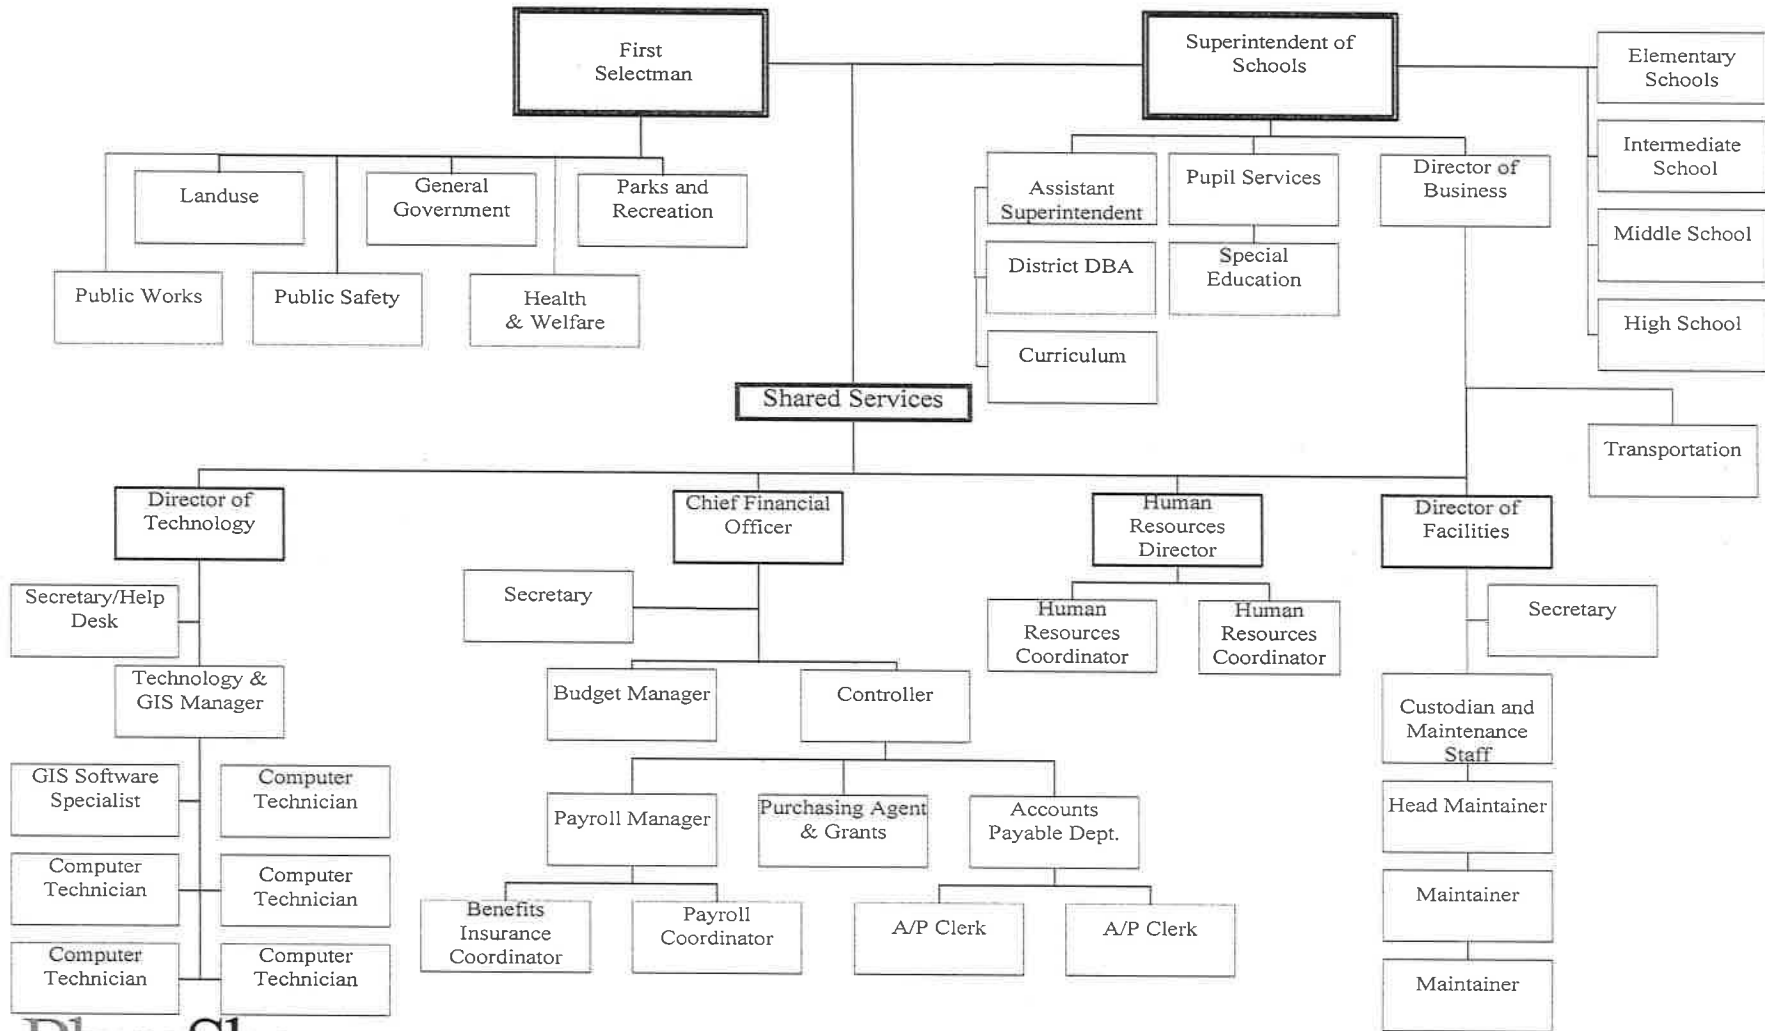 First
Selectman
Superintendent of
Schools
Elementary
Schools
Intermediate
School
Middle School
High School
Landuse
General
Government
Parks and
Recreation
Public Works
Public Safety
Health
& Welfare
Assistant
Superintendent
District DBA
Curriculum
Pupil Services
Special
Education
Director of
Business
Transportation
Shared Services
Director of
Technology
Chief Financial
Officer
Human
Resources
Director
Director of
Facilities
Secretary/Help
Desk
Technology &
GIS Manager
GIS Software
Specialist
Computer
Technician
Computer
Technician
Computer
Technician
Computer
Technician
Computer
Technician
Secretary
Budget Manager
Controller
Payroll Manager
Purchasing Agent
& Grants
Accounts
Payable Dept.
Benefits
Insurance
Coordinator
Payroll
Coordinator
A/P Clerk
A/P Clerk
Human
Resources
Coordinator
Human
Resources
Coordinator
Secretary
Custodian and
Maintenance
Staff
Head Maintainer
Maintainer
Maintainer